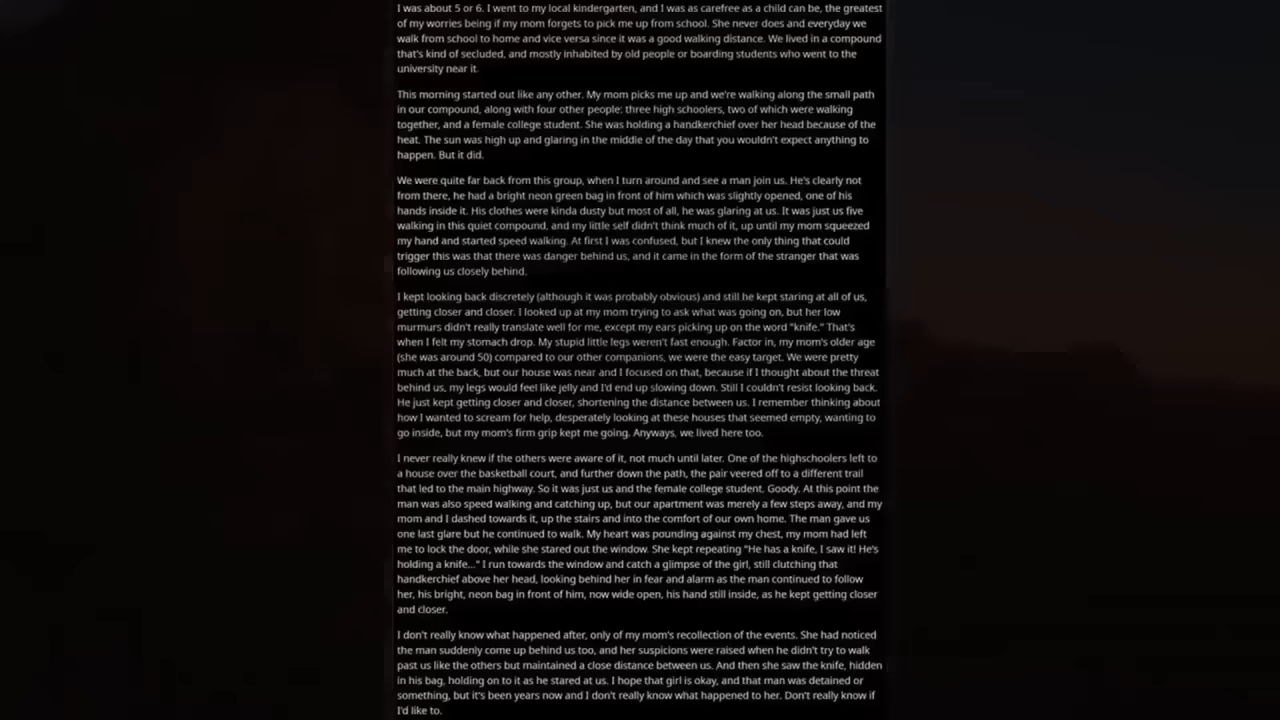 I was about 5 or 6. I went to my local kindergarten, and I was as carefree as a child can be, the greatest
of my worries being if my mom forgets to pick me up from school. She never does and everyday we
walk from school to home and vice versa since it was a good walking distance. We lived in a compound
that's kind of secluded, and mostly inhabited by old people or boarding students who went to the
university near it.
This morning started out like any other. My mom picks me up and we're walking along the small path
in our compound, along with four other people: three high schoolers, two of which were walking
together, and a female college student. She was holding a handkerchief over her head because of the
heat. The sun was high up and glaring in the middle of the day that you wouldn't expect anything to
happen. But it did.
We were quite far back from this group, when I turn around and see a man join us. He's clearly not
from there, he had a bright neon green bag in front of him which was slightly opened, one of his
hands inside it. His clothes were kinda dusty but most of all, he was glaring at us. It was just us five
walking in this quiet compound, and my little self didn't think much of it, up until my mom squeezed
my hand and started speed walking. At first I was confused, but I knew the only thing that could
trigger this was that there was danger behind us, and it came in the form of the stranger that was
following us closely behind.
I kept looking back discretely (although it was probably obvious) and still he kept staring at all of us,
getting closer and closer. I looked up at my mom trying to ask what was going on, but her low
murmurs didn't really translate well for me, except my ears picking up on the word "knife." That's
when I felt my stomach drop. My stupid little legs weren't fast enough. Factor in, my mom's older age
(she was around 50) compared to our other companions, we were the easy target. We were pretty
much at the back, but our house was near and I focused on that, because if I thought about the threat
behind us, my legs would feel like jelly and I'd end up slowing down. Still I couldn't resist looking back.
He just kept getting closer and closer, shortening the distance between us. I remember thinking about
how I wanted to scream for help, desperately looking at these houses that seemed empty, wanting to
go inside, but my mom's firm grip kept me going. Anyways, we lived here too.
I never really knew if the others were aware of it, not much until later. One of the highschoolers left to
a house over the basketball court, and further down the path, the pair veered off to a different trail
that led to the main highway. So it was just us and the female college student. Goody. At this point the
man was also speed walking and catching up, but our apartment was merely a few steps away, and my
mom and I dashed towards it, up the stairs and into the comfort of our own home. The man gave us
one last glare but he continued to walk. My heart was pounding against my chest, my mom had left
me to lock the door, while she stared out the window. She kept repeating "He has a knife, I saw it! He's
holding a knife..." I run towards the window and catch a glimpse of the girl, still clutching that
handkerchief above her head, looking behind her in fear and alarm as the man continued to follow
her, his bright, neon bag in front of him, now wide open, his hand still inside, as he kept getting closer
and closer.
I don't really know what happened after, only of my mom's recollection of the events. She had noticed
the man suddenly come up behind us too, and her suspicions were raised when he didn't try to walk
past us like the others but maintained a close distance between us. And then she saw the knife, hidden
in his bag, holding on to it as he stared at us. I hope that girl is okay, and that man was detained or
something, but it's been years now and I don't really know what happened to her. Don't really know if
I'd like to.